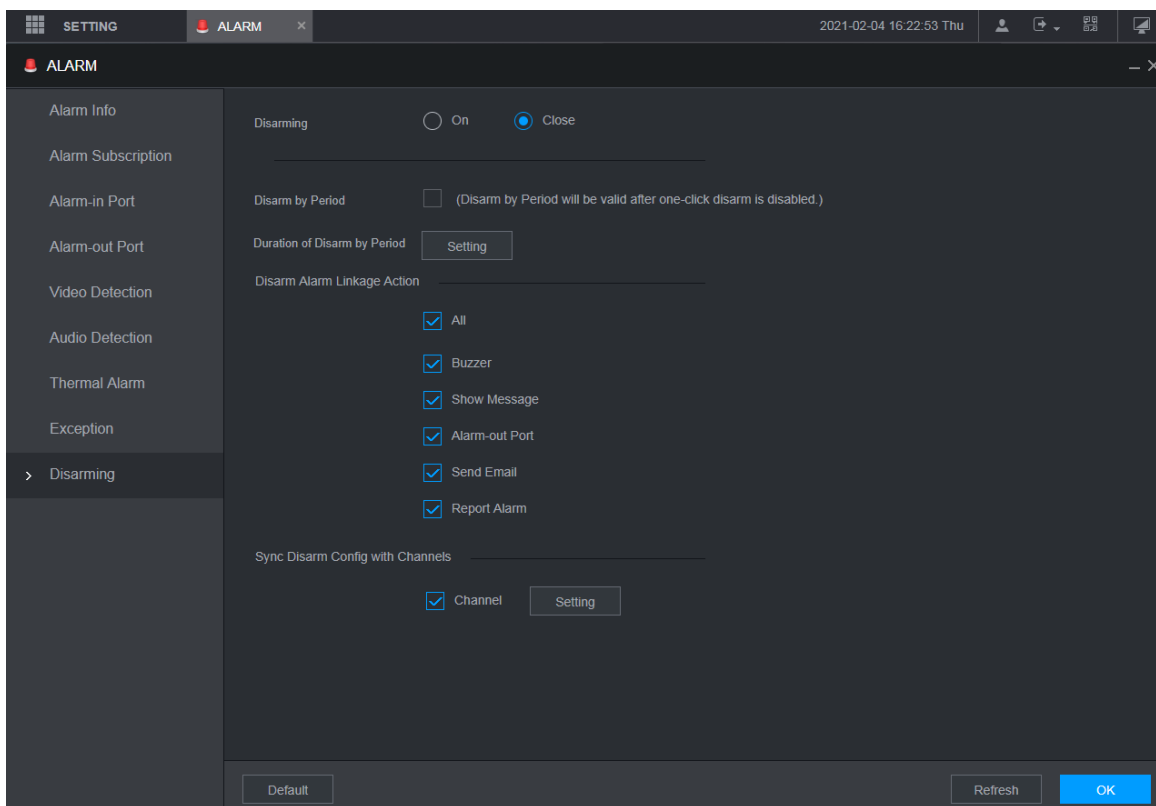 SETTING ALARM × 2021-02-04 16:22:53 Thu
ALARM
Alarm Info
Alarm Subscription
Alarm-in Port
Alarm-out Port
Video Detection
Audio Detection
Thermal Alarm
Exception
Disarming
Disarming On Close
Disarm by Period (Disarm by Period will be valid after one-click disarm is disabled.)
Duration of Disarm by Period Setting
Disarm Alarm Linkage Action
All
Buzzer
Show Message
Alarm-out Port
Send Email
Report Alarm
Sync Disarm Config with Channels
Channel Setting
Default Refresh OK